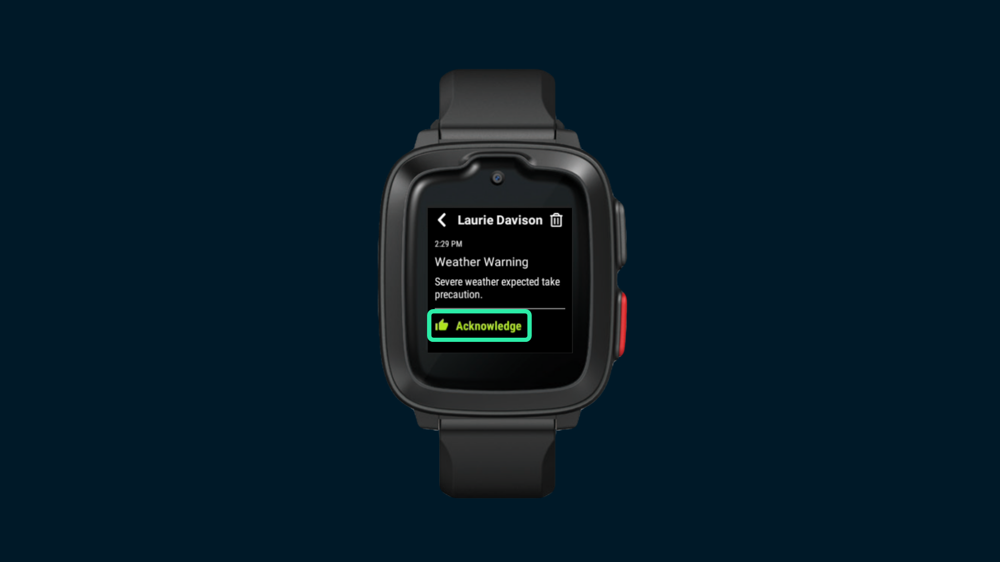 Laurie Davison
2:29 PM
Weather Warning
Severe weather expected take
precaution.
Acknowledge